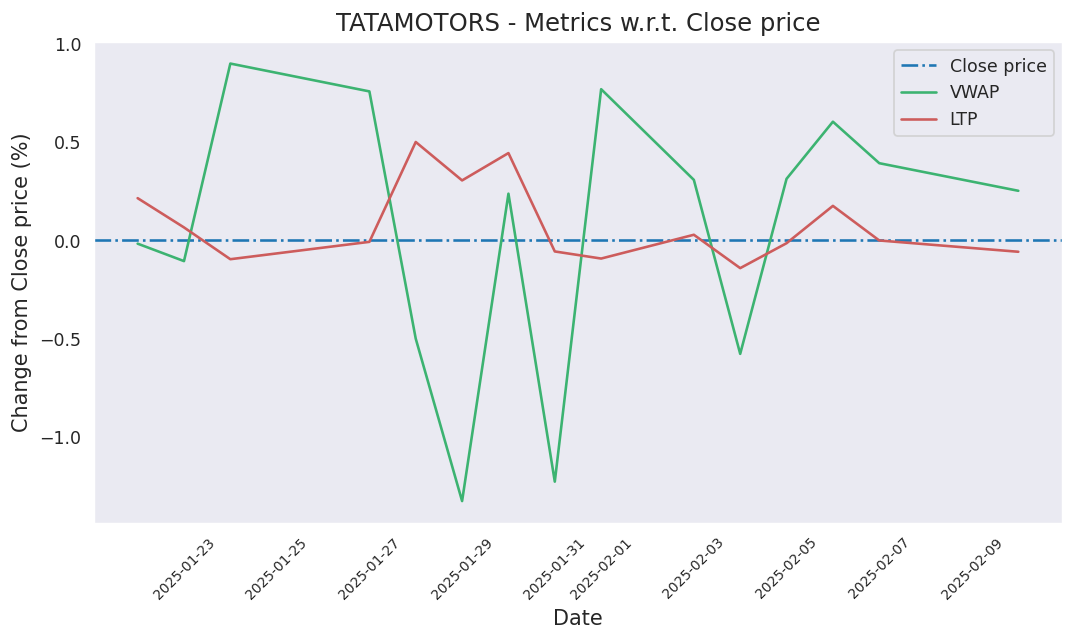 TATAMOTORS - Metrics w.r.t. Close price
Close price
VWAP
LTP
Change from Close price (%)
1.0
0.5
0.0
−0.5
−1.0
2025-01-23
2025-01-25
2025-01-27
2025-01-29
2025-01-31
2025-02-01
2025-02-03
2025-02-05
2025-02-07
2025-02-09
Date